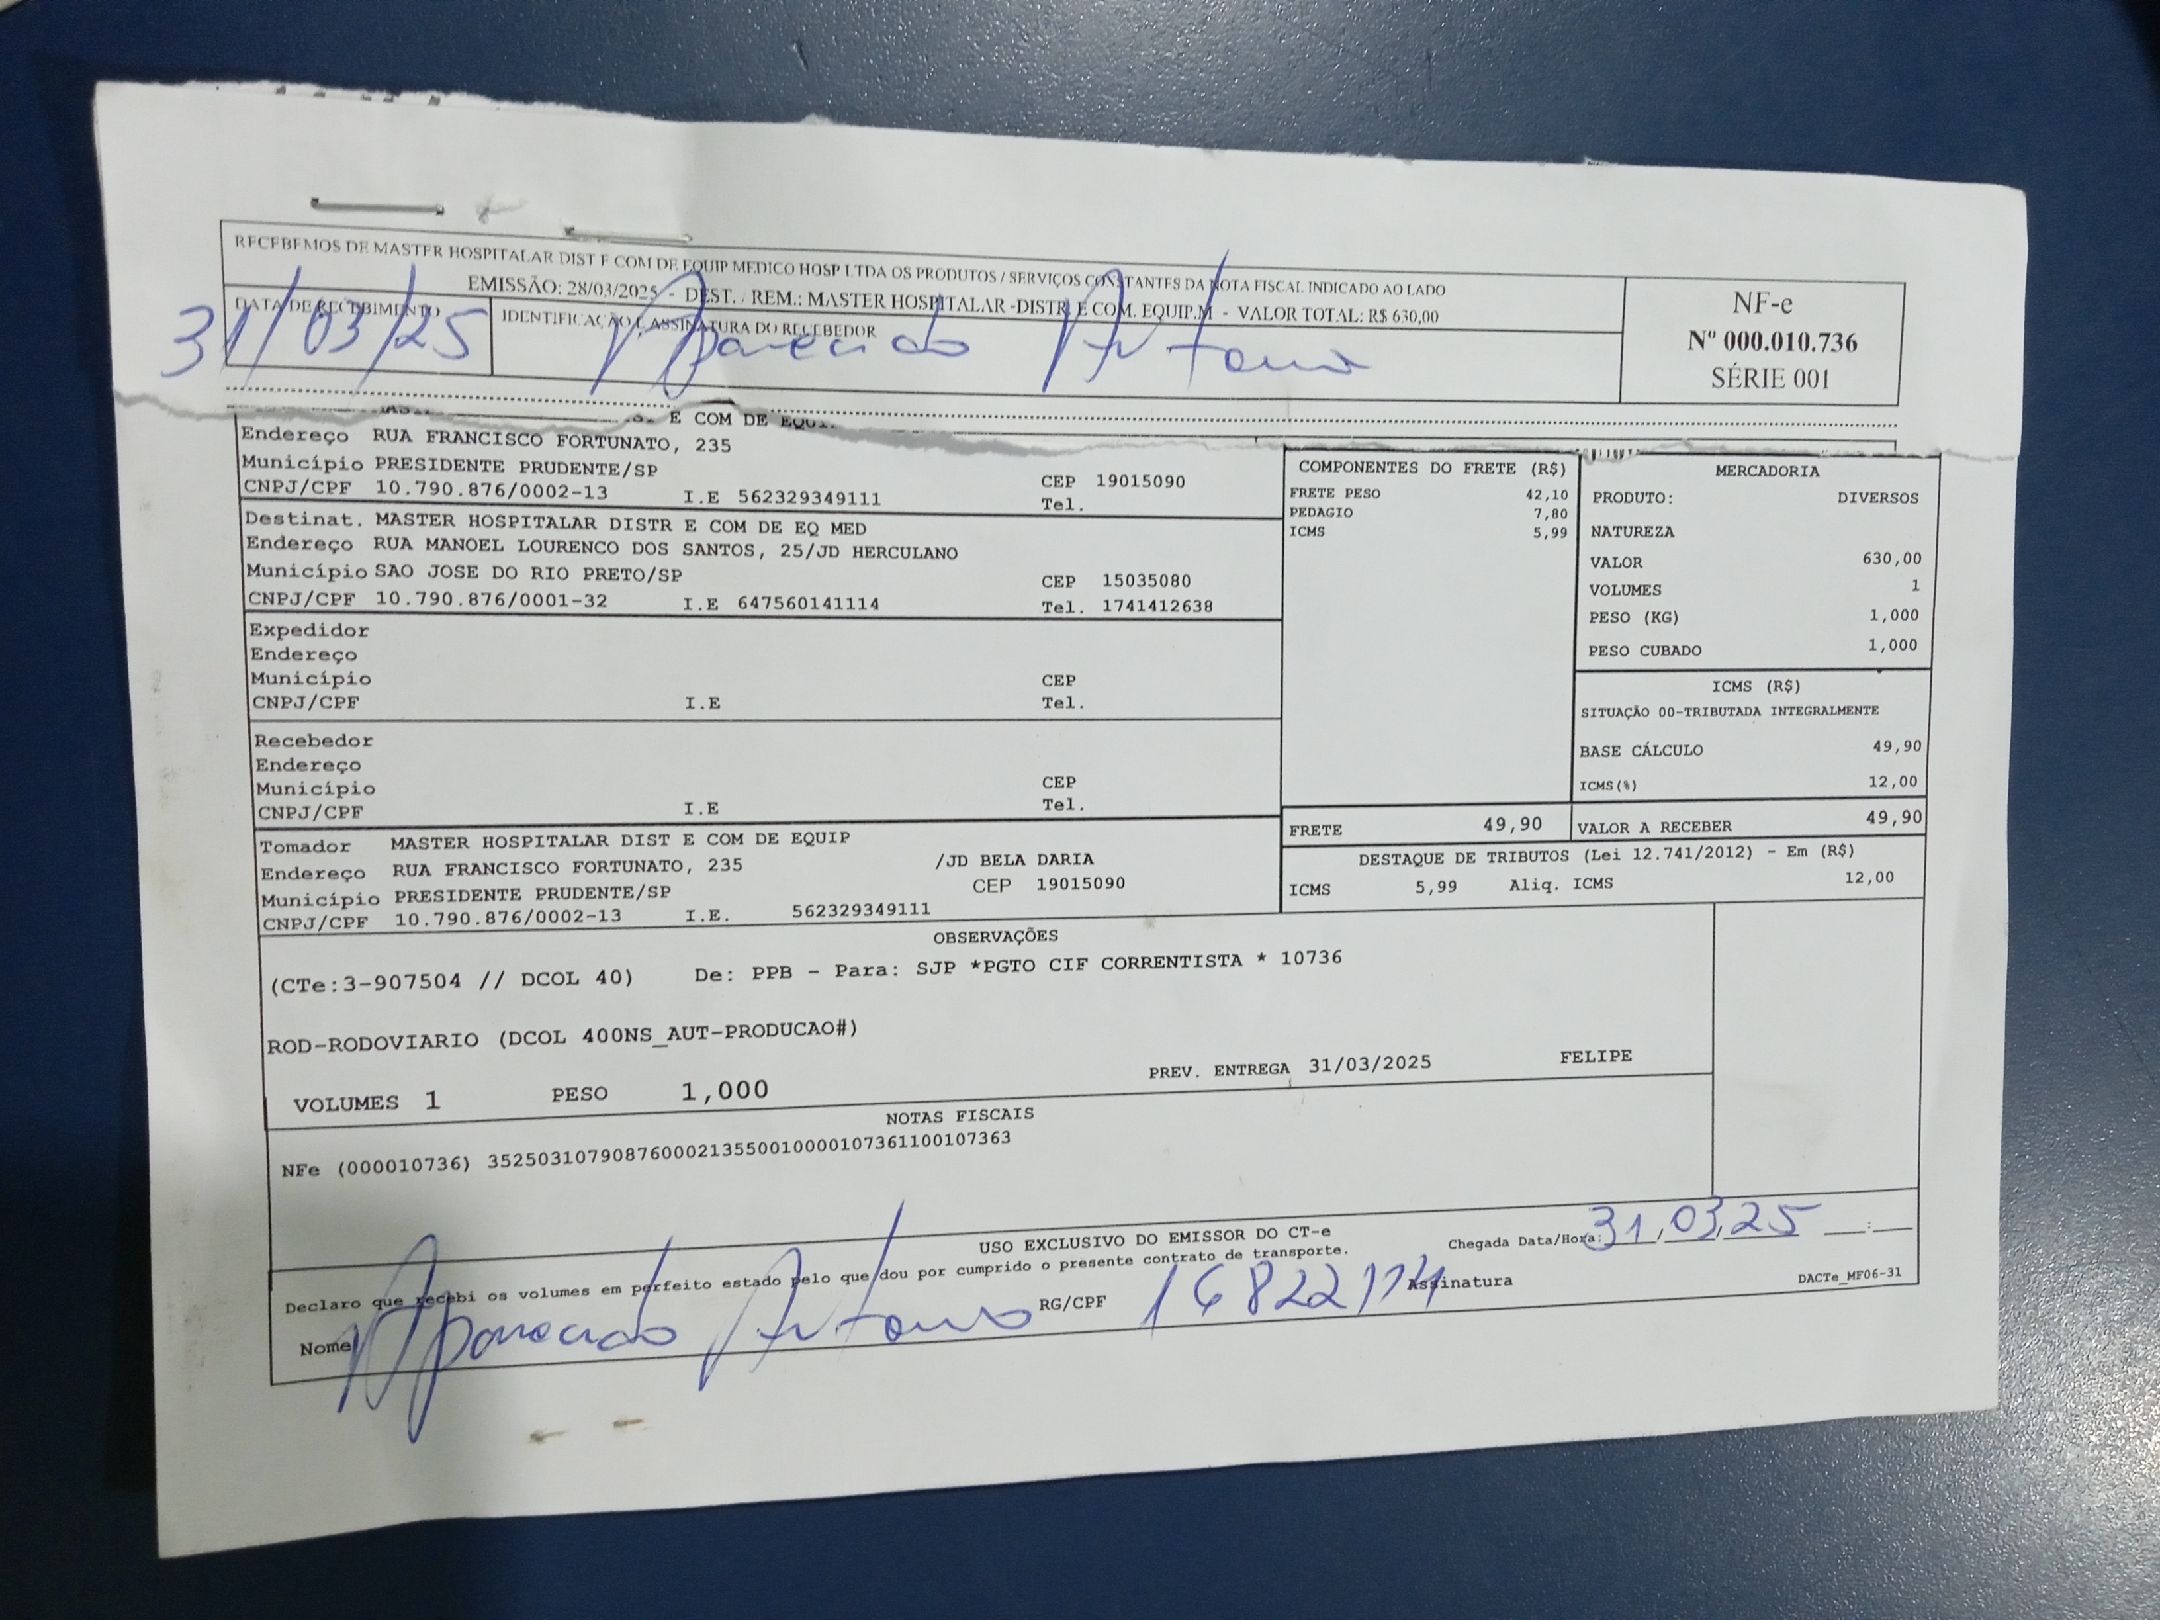 RECEBEMOS DE MASTER HOSPITALAR DIST E COM DE EQUIP MEDICO HOSP LTDA OS PRODUTOS / SERVIÇOS CONSTANTES DA NOTA FISCAL INDICADO AO LADO
EMISSÃO: 28/03/2025 - DEST. / REM.: MASTER HOSPITALAR -DISTR. E COM. EQUIP.M - VALOR TOTAL: R$ 630,00
DATA DE RECEBIMENTO IDENTIFICAÇÃO E ASSINATURA DO RECEBEDOR
31/03/25 Aparecido Antonio
NF-e
Nº 000.010.736
SÉRIE 001
E COM DE EQUI.
Endereço RUA FRANCISCO FORTUNATO, 235
Município PRESIDENTE PRUDENTE/SP CEP 19015090
CNPJ/CPF 10.790.876/0002-13 I.E 562329349111 Tel.
Destinat. MASTER HOSPITALAR DISTR E COM DE EQ MED
Endereço RUA MANOEL LOURENCO DOS SANTOS, 25/JD HERCULANO
Município SAO JOSE DO RIO PRETO/SP CEP 15035080
CNPJ/CPF 10.790.876/0001-32 I.E 647560141114 Tel. 1741412638
Expedidor
Endereço
Município CEP
CNPJ/CPF I.E Tel.
Recebedor
Endereço
Município CEP
CNPJ/CPF I.E Tel.
Tomador MASTER HOSPITALAR DIST E COM DE EQUIP
Endereço RUA FRANCISCO FORTUNATO, 235 /JD BELA DARIA
Município PRESIDENTE PRUDENTE/SP CEP 19015090
CNPJ/CPF 10.790.876/0002-13 I.E. 562329349111
COMPONENTES DO FRETE (R$)
FRETE PESO 42,10
PEDAGIO 7,80
ICMS 5,99
MERCADORIA
PRODUTO: DIVERSOS
NATUREZA
VALOR 630,00
VOLUMES 1
PESO (KG) 1,000
PESO CUBADO 1,000
ICMS (R$)
SITUAÇÃO 00-TRIBUTADA INTEGRALMENTE
BASE CÁLCULO 49,90
ICMS(%) 12,00
FRETE 49,90 VALOR A RECEBER 49,90
DESTAQUE DE TRIBUTOS (Lei 12.741/2012) - Em (R$)
ICMS 5,99 Aliq. ICMS 12,00
OBSERVAÇÕES
(CTe:3-907504 // DCOL 40) De: PPB - Para: SJP *PGTO CIF CORRENTISTA * 10736
ROD-RODOVIARIO (DCOL 400NS_AUT-PRODUCAO#)
PREV. ENTREGA 31/03/2025 FELIPE
VOLUMES 1 PESO 1,000
NOTAS FISCAIS
NFe (000010736) 35250310790876000213550010000107361100107363
USO EXCLUSIVO DO EMISSOR DO CT-e
Chegada Data/Hora: 31/03/25 __:__
Declaro que recebi os volumes em perfeito estado pelo que dou por cumprido o presente contrato de transporte.
Nome Aparecido Antonio RG/CPF Assinatura DACTe_MF06-31